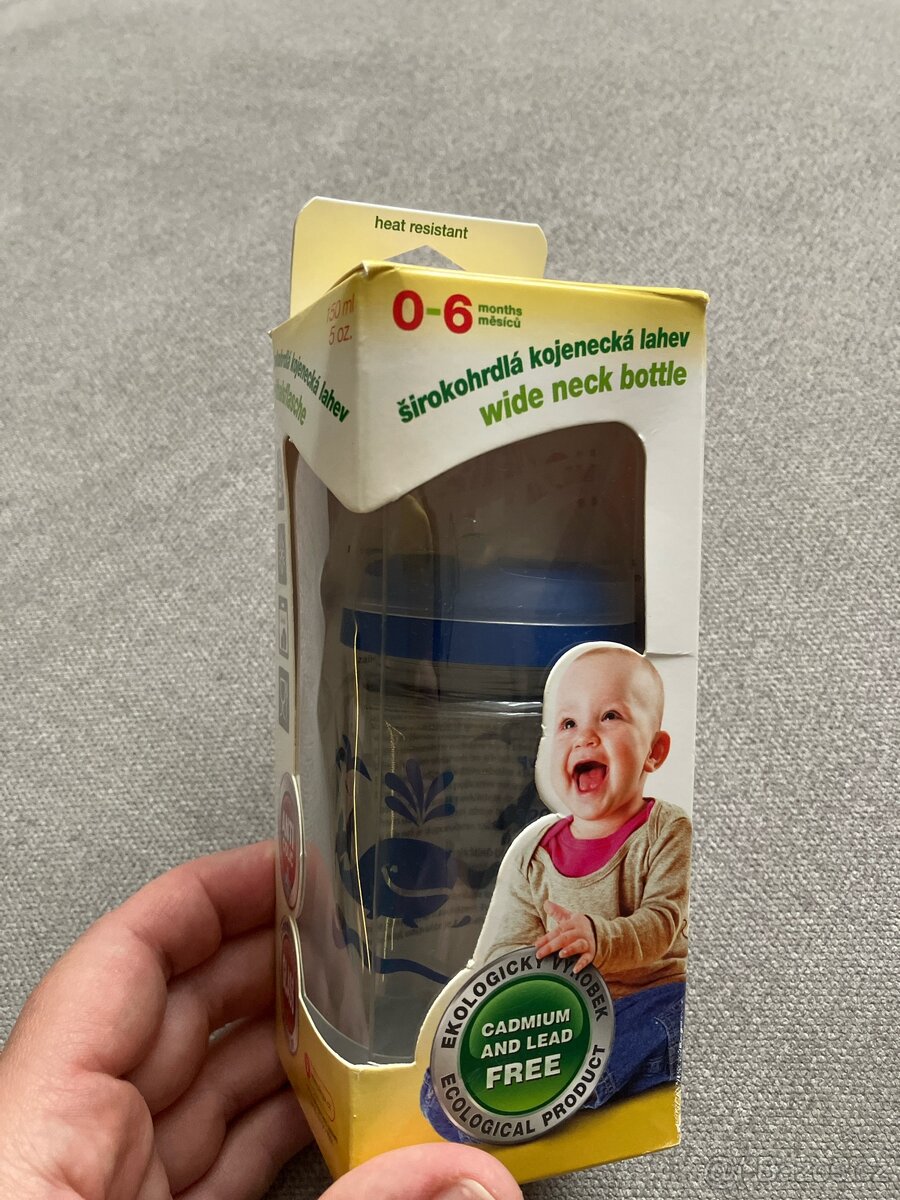 heat resistant
150 ml
5 oz.
0-6 months
měsíců
širokohrdlá kojenecká lahev
wide neck bottle
kojenecká lahev
EKOLOGICKÝ VÝROBEK
CADMIUM
AND LEAD
FREE
ECOLOGICAL PRODUCT